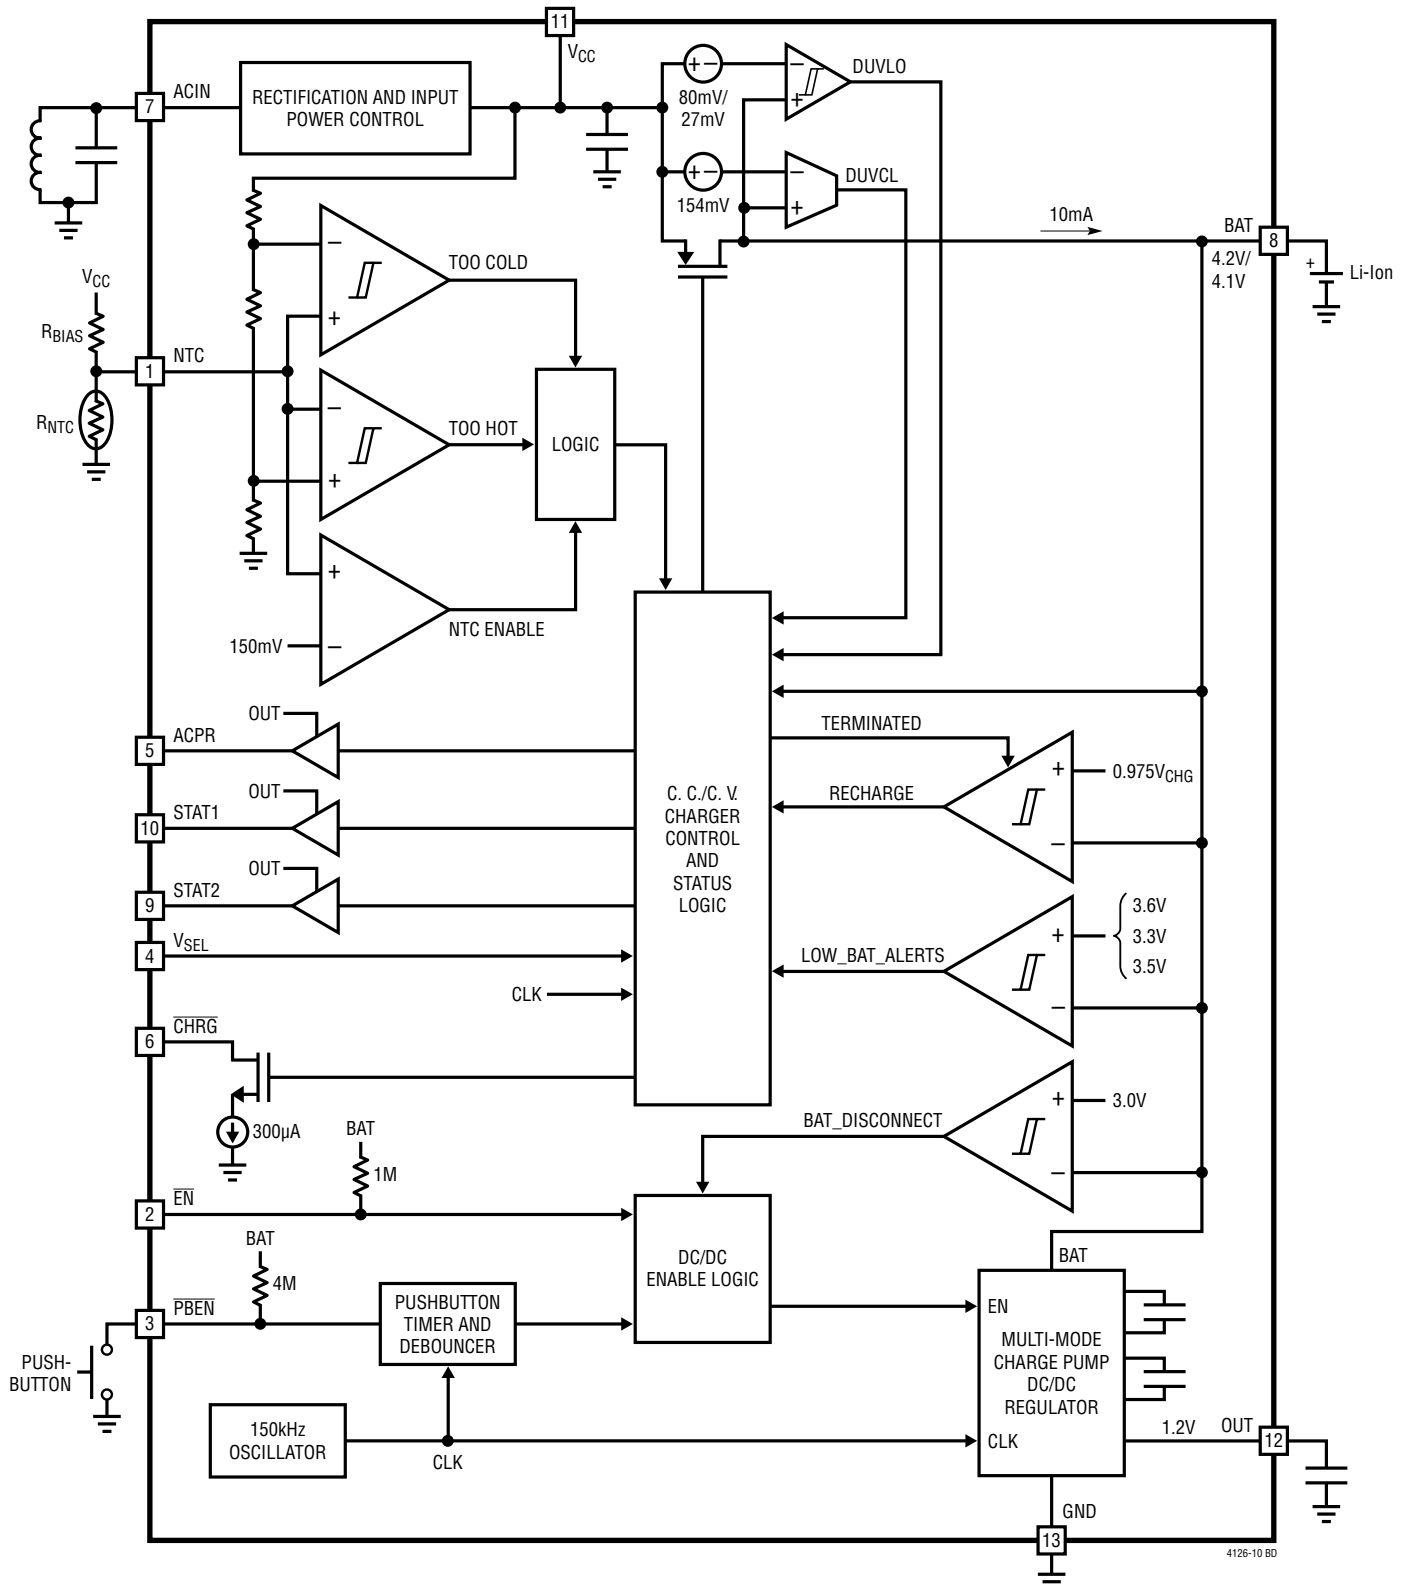 11
VCC
7
ACIN
RECTIFICATION AND INPUT
POWER CONTROL
+ −
80mV/
27mV
−
+
DUVLO
+ −
154mV
−
+
DUVCL
10mA
BAT
8
4.2V/
4.1V
+
Li-Ion
VCC
RBIAS
1
NTC
RNTC
−
+
TOO COLD
−
+
TOO HOT
LOGIC
+
−
150mV
NTC ENABLE
OUT
5
ACPR
OUT
10
STAT1
OUT
9
STAT2
4
VSEL
CLK
6
CHRG
300µA
C. C./C. V.
CHARGER
CONTROL
AND
STATUS
LOGIC
TERMINATED
RECHARGE
+
−
0.975VCHG
LOW_BAT_ALERTS
+
−
3.6V
3.3V
3.5V
BAT_DISCONNECT
+
−
3.0V
BAT
1M
2
EN
BAT
4M
3
PBEN
PUSH-
BUTTON
PUSHBUTTON
TIMER AND
DEBOUNCER
DC/DC
ENABLE LOGIC
150kHz
OSCILLATOR
CLK
BAT
EN
MULTI-MODE
CHARGE PUMP
DC/DC
REGULATOR
CLK
1.2V
OUT
12
GND
13
4126-10 BD